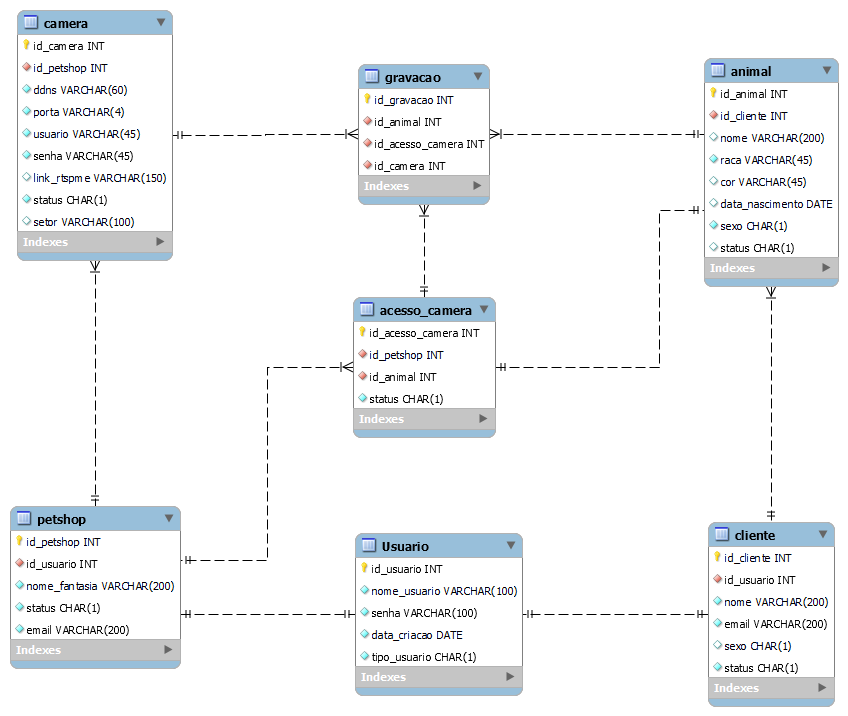 camera
id_camera INT
id_petshop INT
ddns VARCHAR(60)
porta VARCHAR(4)
usuario VARCHAR(45)
senha VARCHAR(45)
link_rtspme VARCHAR(150)
status CHAR(1)
setor VARCHAR(100)
Indexes
gravacao
id_gravacao INT
id_animal INT
id_acesso_camera INT
id_camera INT
Indexes
animal
id_animal INT
id_cliente INT
nome VARCHAR(200)
raca VARCHAR(45)
cor VARCHAR(45)
data_nascimento DATE
sexo CHAR(1)
status CHAR(1)
Indexes
acesso_camera
id_acesso_camera INT
id_petshop INT
id_animal INT
status CHAR(1)
Indexes
petshop
id_petshop INT
id_usuario INT
nome_fantasia VARCHAR(200)
status CHAR(1)
email VARCHAR(200)
Indexes
Usuario
id_usuario INT
nome_usuario VARCHAR(100)
senha VARCHAR(100)
data_criacao DATE
tipo_usuario CHAR(1)
Indexes
cliente
id_cliente INT
id_usuario INT
nome VARCHAR(200)
email VARCHAR(200)
sexo CHAR(1)
status CHAR(1)
Indexes